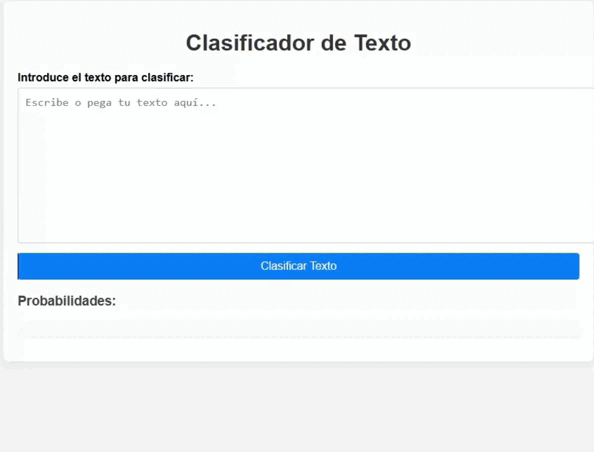 Clasificador de Texto
Introduce el texto para clasificar:
Escribe o pega tu texto aquí...
Clasificar Texto
Probabilidades: